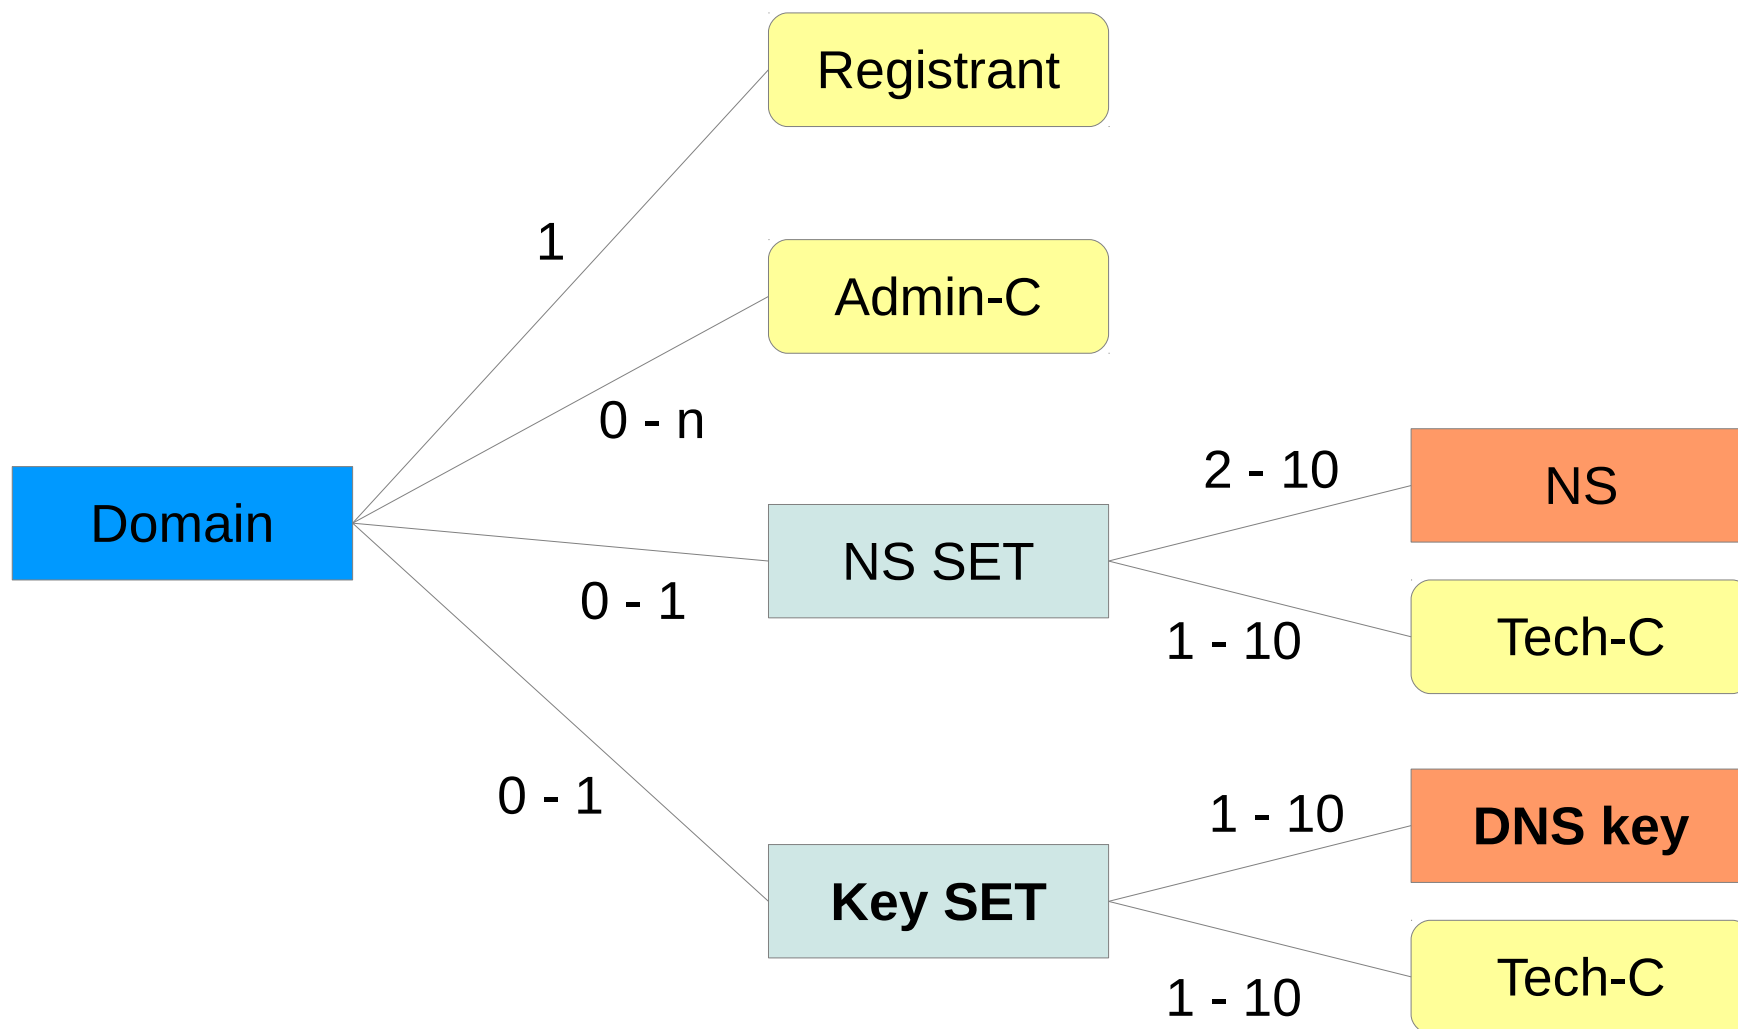 Registrant
1
Admin-C
0 - n
2 - 10
NS
Domain
NS SET
0 - 1
1 - 10
Tech-C
0 - 1
1 - 10
DNS key
Key SET
1 - 10
Tech-C